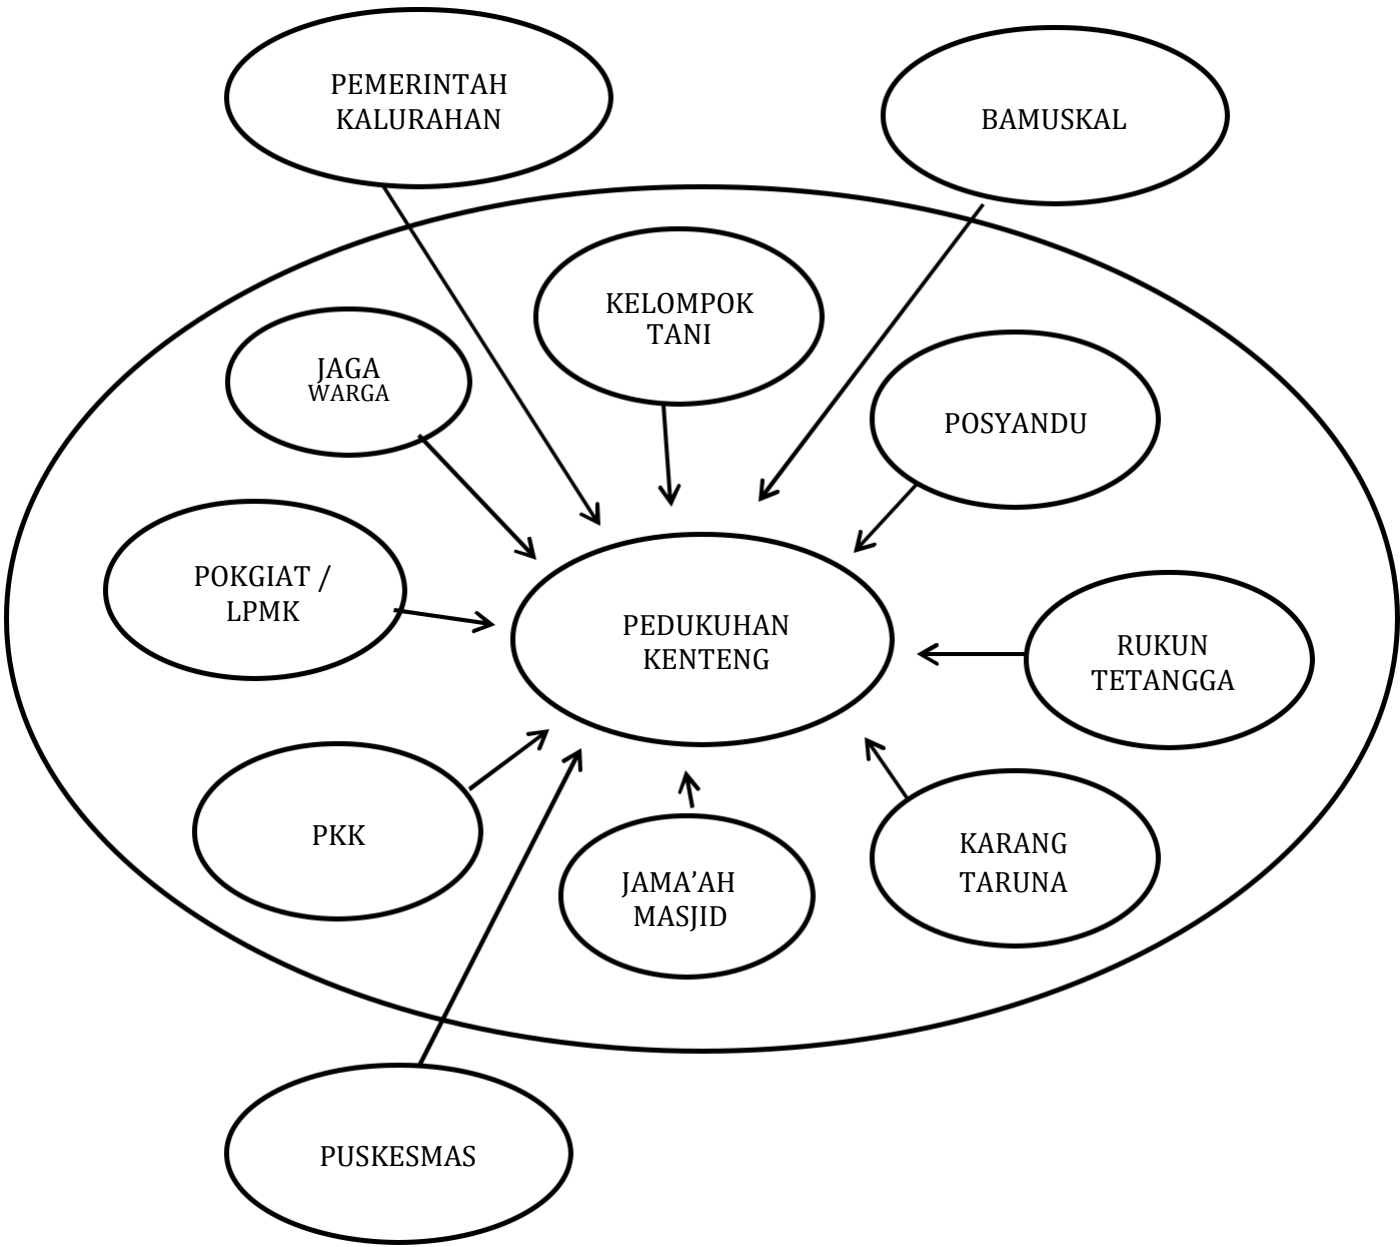 PEMERINTAH
KALURAHAN
BAMUSKAL
KELOMPOK
TANI
JAGA
WARGA
POSYANDU
POKGIAT /
LPMK
PEDUKUHAN
KENTENG
RUKUN
TETANGGA
PKK
JAMA’AH
MASJID
KARANG
TARUNA
PUSKESMAS